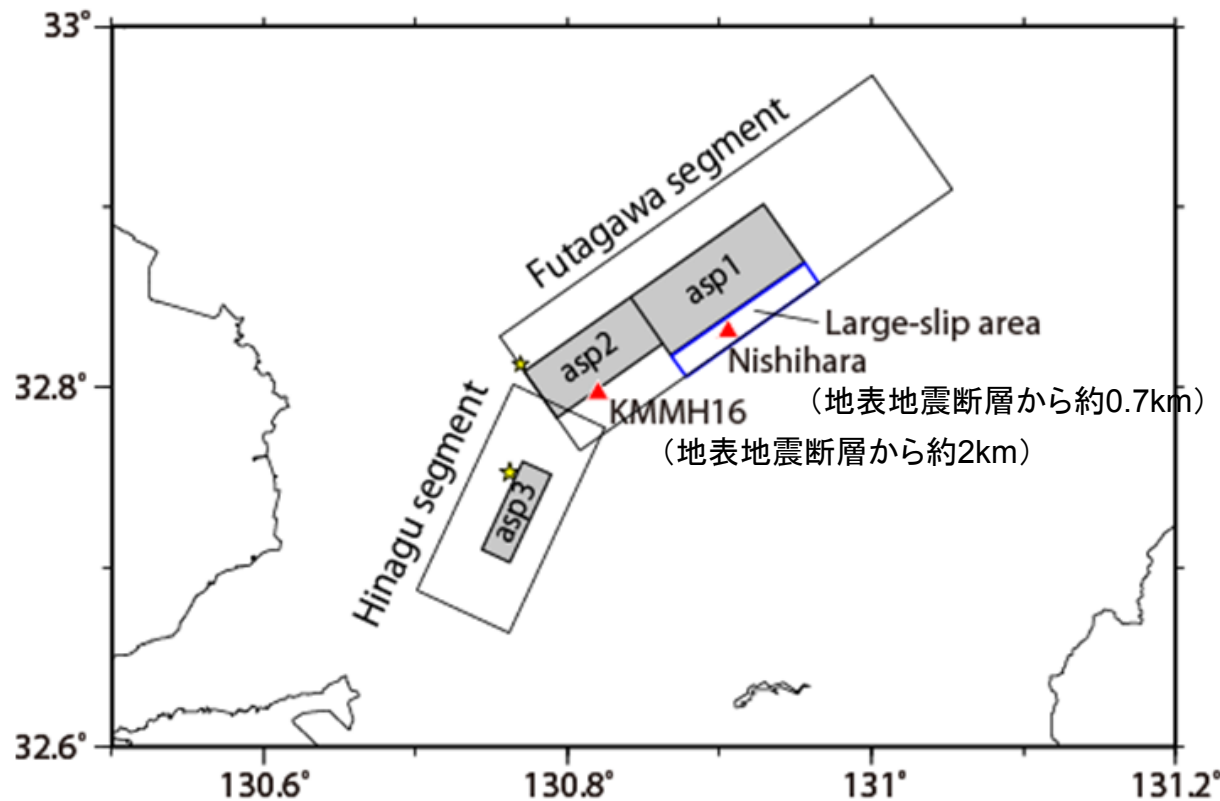 33°
Futagawa segment
asp1
asp2
Large-slip area
Nishihara
32.8°
（地表地震断層から約0.7km）
KMMH16
（地表地震断層から約2km）
Hinagu segment
asp3
32.6°
130.6°
130.8°
131°
131.2°